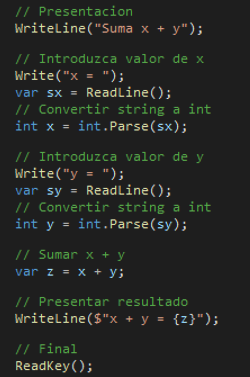 // Presentacion
WriteLine("Suma x + y");
// Introduzca valor de x
Write("x = ");
var sx = ReadLine();
// Convertir string a int
int x = int.Parse(sx);
// Introduzca valor de y
Write("y = ");
var sy = ReadLine();
// Convertir string a int
int y = int.Parse(sy);
// Sumar x + y
var z = x + y;
// Presentar resultado
WriteLine($"x + y = {z}");
// Final
ReadKey();